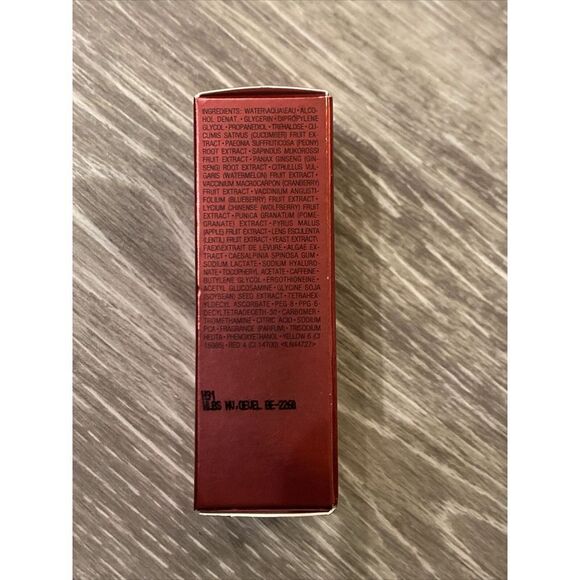 INGREDIENTS: WATER\AQUA\EAU • ALCO-
HOL DENAT. • GLYCERIN • DIPROPYLENE
GLYCOL • PROPANEDIOL • TREHALOSE • CU-
CUMIS SATIVUS (CUCUMBER) FRUIT EX-
TRACT • PAEONIA SUFFRUTICOSA (PEONY)
ROOT EXTRACT • SAPINDUS MUKOROSSI
FRUIT EXTRACT • PANAX GINSENG (GIN-
SENG) ROOT EXTRACT • CITRULLUS VUL-
GARIS (WATERMELON) FRUIT EXTRACT •
VACCINIUM MACROCARPON (CRANBERRY)
FRUIT EXTRACT • VACCINIUM ANGUSTI-
FOLIUM (BLUEBERRY) FRUIT EXTRACT •
LYCIUM CHINENSE (WOLFBERRY) FRUIT
EXTRACT • PUNICA GRANATUM (POME-
GRANATE) EXTRACT • PYRUS MALUS
(APPLE) FRUIT EXTRACT • LENS ESCULENTA
(LENTIL) FRUIT EXTRACT • YEAST EXTRACT\
FAEX\EXTRAIT DE LEVURE • ALGAE EX-
TRACT • CAESALPINIA SPINOSA GUM •
SODIUM LACTATE • SODIUM HYALURO-
NATE • TOCOPHERYL ACETATE • CAFFEINE •
BUTYLENE GLYCOL • ERGOTHIONEINE •
ACETYL GLUCOSAMINE • GLYCINE SOJA
(SOYBEAN) SEED EXTRACT • TETRAHEX-
YLDECYL ASCORBATE • PEG-8 • PPG-6-
DECYLTETRADECETH-30 • CARBOMER •
TROMETHAMINE • CITRIC ACID • SODIUM
PCA • FRAGRANCE (PARFUM) • TRISODIUM
HEDTA • PHENOXYETHANOL • YELLOW 6 (CI
15985) • RED 4 (CI 14700) <ILN44727>